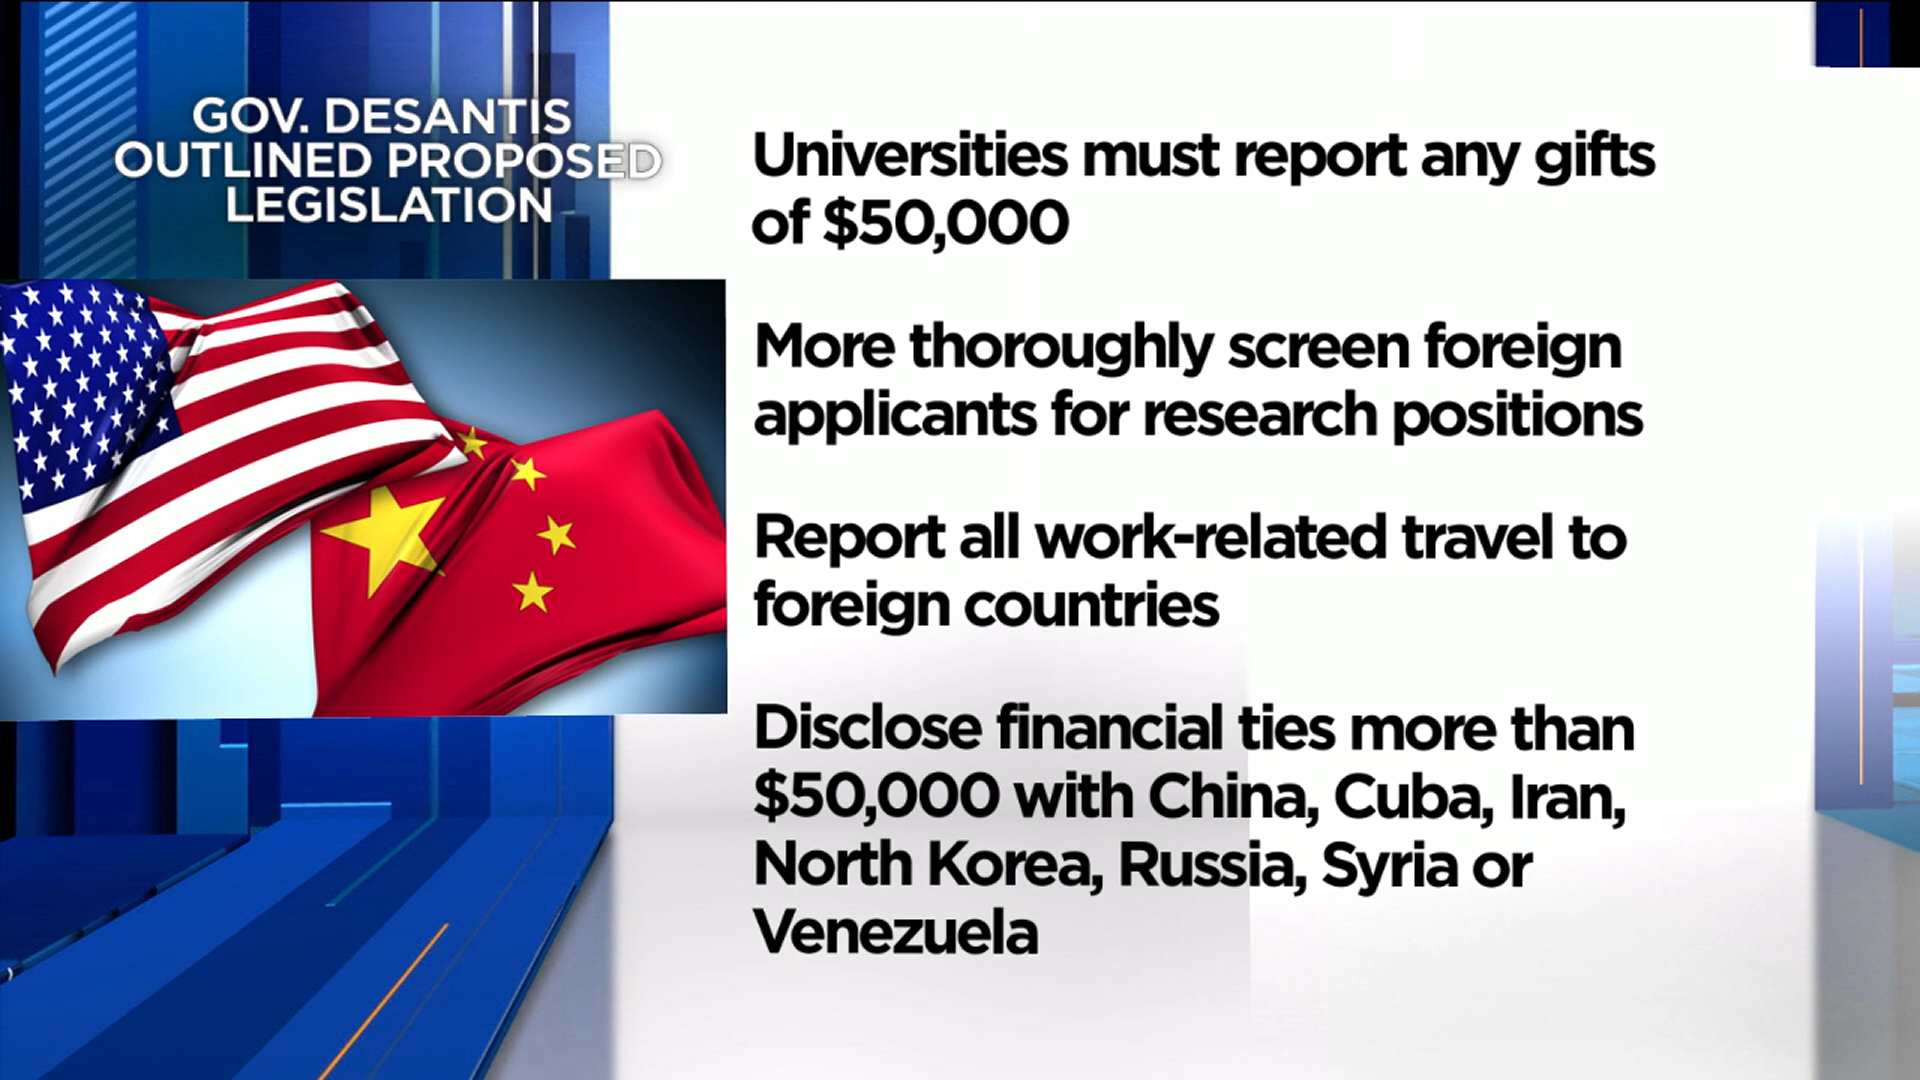 GOV. DESANTIS
OUTLINED PROPOSED
LEGISLATION
Universities must report any gifts
of $50,000
More thoroughly screen foreign
applicants for research positions
Report all work-related travel to
foreign countries
Disclose financial ties more than
$50,000 with China, Cuba, Iran,
North Korea, Russia, Syria or
Venezuela